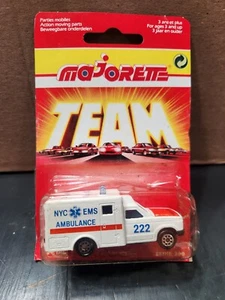 Parties mobiles
Action moving parts
Beweegbare onderdelen
3 ans et plus
For ages 3 and up
3 jaar en ouder
majorette
TEAM
NYC EMS
AMBULANCE
222